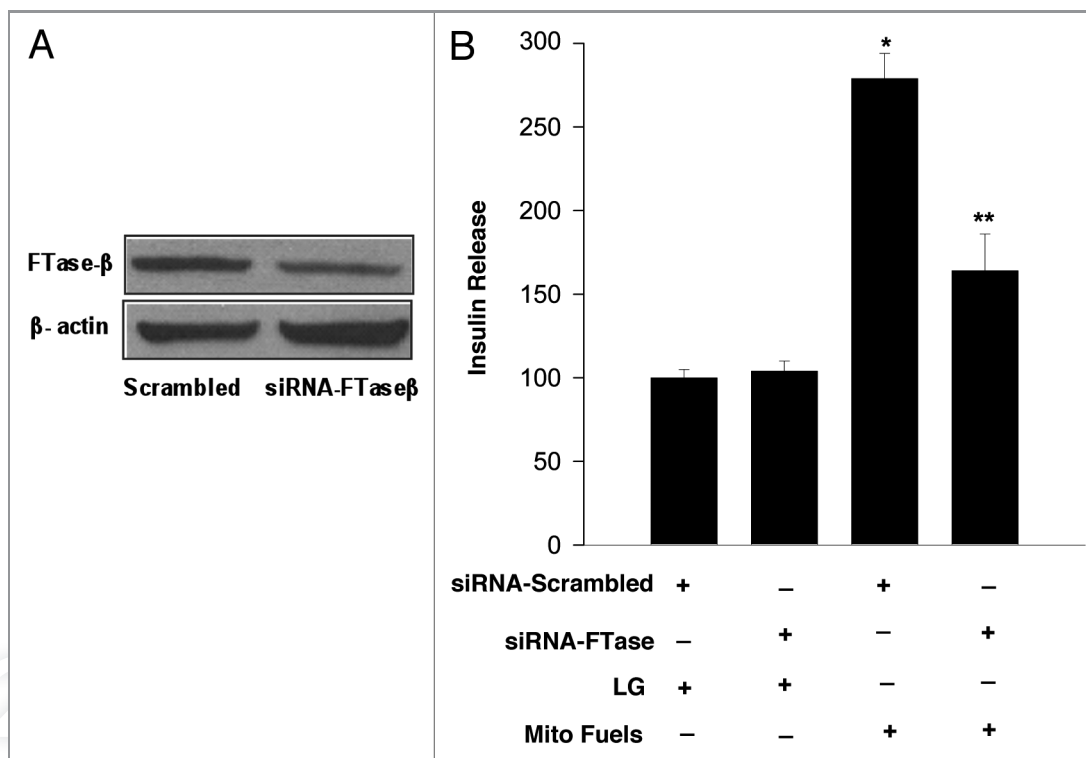 A
FTase-β
β- actin
Scrambled siRNA-FTaseβ
B
Insulin Release
300
250
200
150
100
50
0
*
**
siRNA-Scrambled + – + –
siRNA-FTase – + – +
LG + + – –
Mito Fuels – – + +